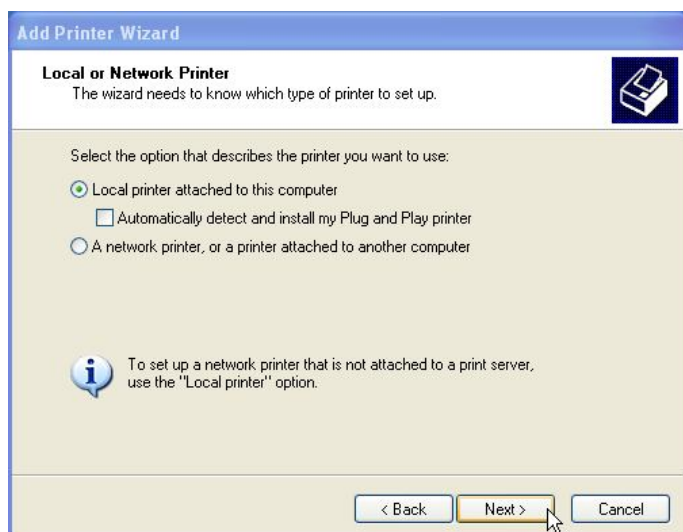 Add Printer Wizard
Local or Network Printer
The wizard needs to know which type of printer to set up.
Select the option that describes the printer you want to use:
Local printer attached to this computer
Automatically detect and install my Plug and Play printer
A network printer, or a printer attached to another computer
To set up a network printer that is not attached to a print server,
use the "Local printer" option.
< Back Next > Cancel